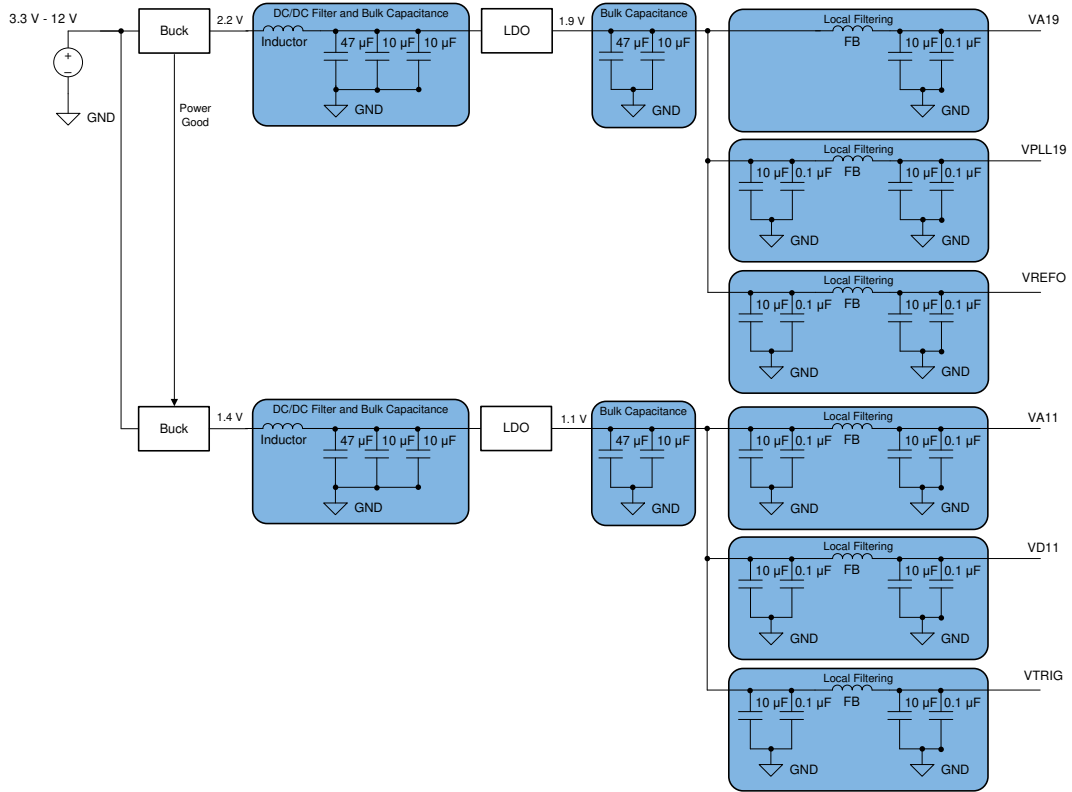 3.3 V - 12 V
Buck
2.2 V
DC/DC Filter and Bulk Capacitance
Inductor
47 µF
10 µF
10 µF
GND
LDO
1.9 V
Bulk Capacitance
47 µF
10 µF
GND
Local Filtering
FB
10 µF
0.1 µF
GND
VA19
+
−
GND
Power
Good
Local Filtering
10 µF
0.1 µF
FB
10 µF
0.1 µF
GND
GND
VPLL19
Local Filtering
10 µF
0.1 µF
FB
10 µF
0.1 µF
GND
GND
VREFO
Buck
1.4 V
DC/DC Filter and Bulk Capacitance
Inductor
47 µF
10 µF
10 µF
GND
LDO
1.1 V
Bulk Capacitance
47 µF
10 µF
GND
Local Filtering
10 µF
0.1 µF
FB
10 µF
0.1 µF
GND
GND
VA11
Local Filtering
10 µF
0.1 µF
FB
10 µF
0.1 µF
GND
GND
VD11
Local Filtering
10 µF
0.1 µF
FB
10 µF
0.1 µF
GND
GND
VTRIG